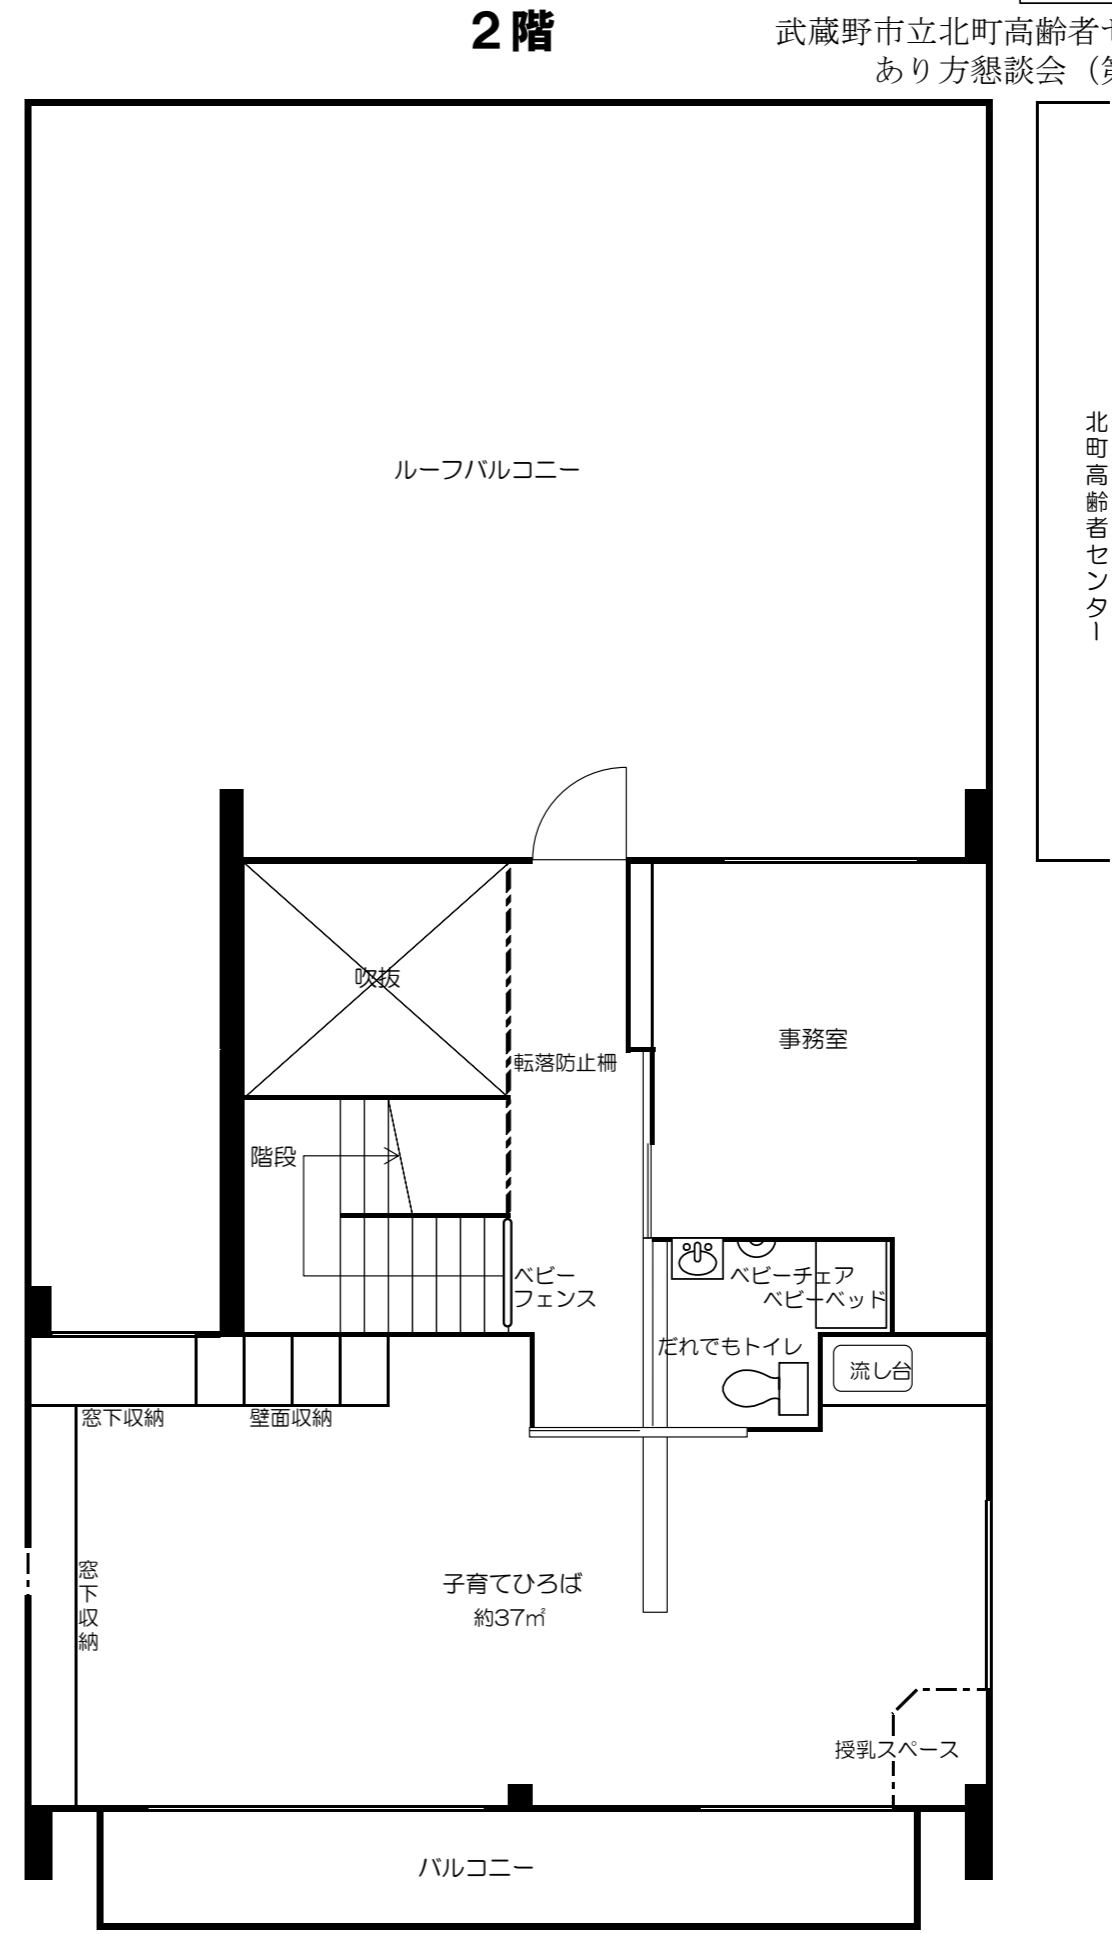 2階
武蔵野市立北町高齢者セ
あり方懇談会（第
北町高齢者センター
ルーフバルコニー
吹抜
転落防止柵
事務室
階段
ベビー
フェンス
ベビーチェア
ベビーベッド
だれでもトイレ
流し台
窓下収納
壁面収納
窓下収納
子育てひろば
約37㎡
授乳スペース
バルコニー